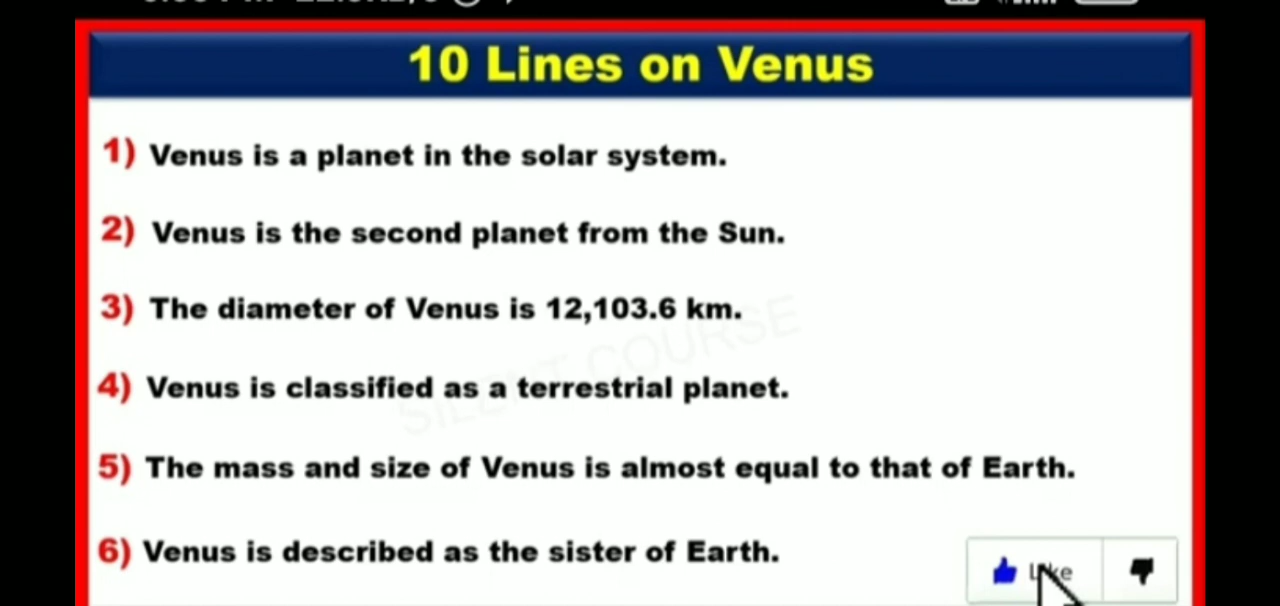 10 Lines on Venus
1) Venus is a planet in the solar system.
2) Venus is the second planet from the Sun.
3) The diameter of Venus is 12,103.6 km.
4) Venus is classified as a terrestrial planet.
5) The mass and size of Venus is almost equal to that of Earth.
6) Venus is described as the sister of Earth.
SILENT COURSE
Like